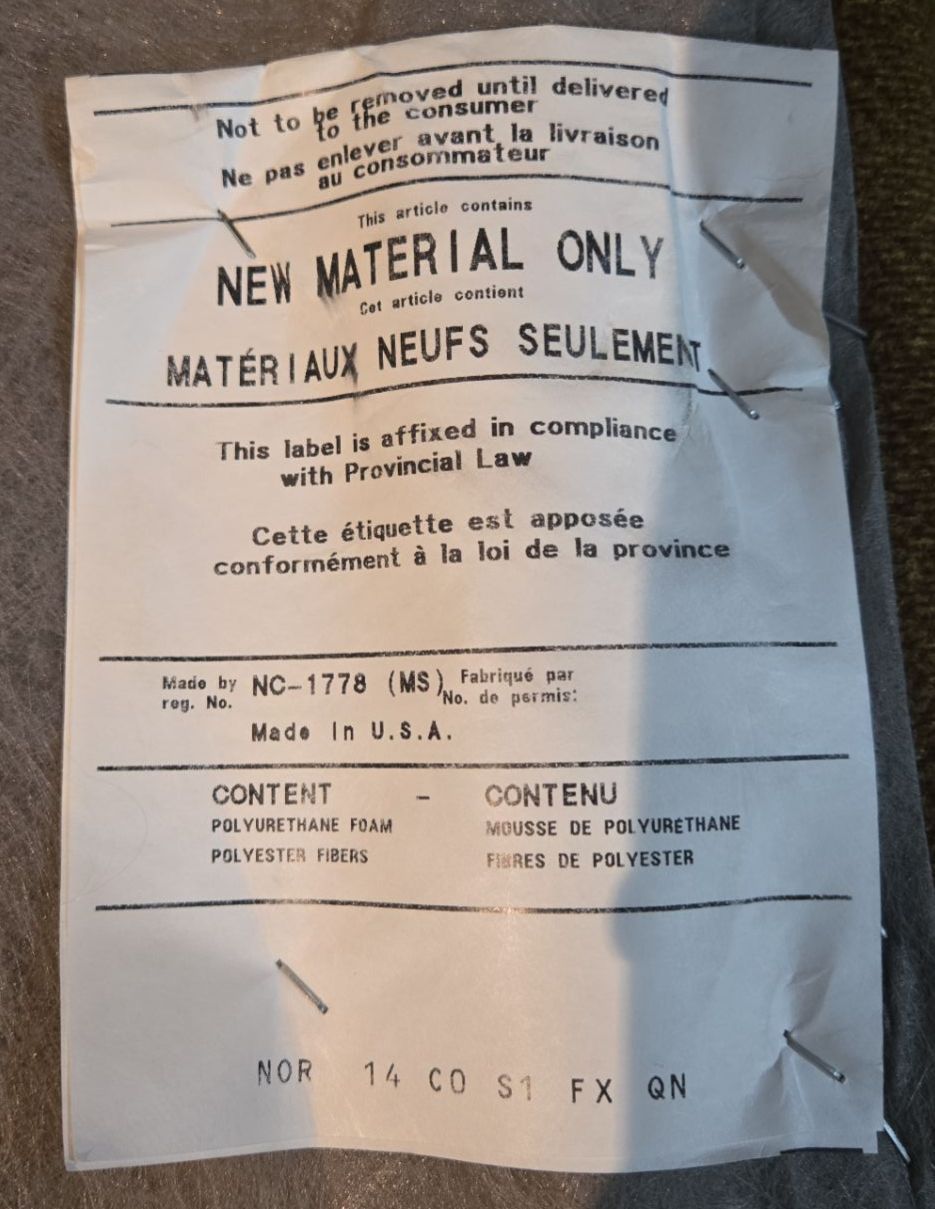 Not to be removed until delivered
to the consumer
Ne pas enlever avant la livraison
au consommateur
This article contains
NEW MATERIAL ONLY
Cet article contient
MATÉRIAUX NEUFS SEULEMENT
This label is affixed in compliance
with Provincial Law
Cette étiquette est apposée
conformément à la loi de la province
Made by reg. No. NC-1778 (MS) Fabriqué par No. de permis:
Made In U.S.A.
CONTENT - CONTENU
POLYURETHANE FOAM MOUSSE DE POLYURÉTHANE
POLYESTER FIBERS FIBRES DE POLYESTER
NOR 14 CO S1 FX QN